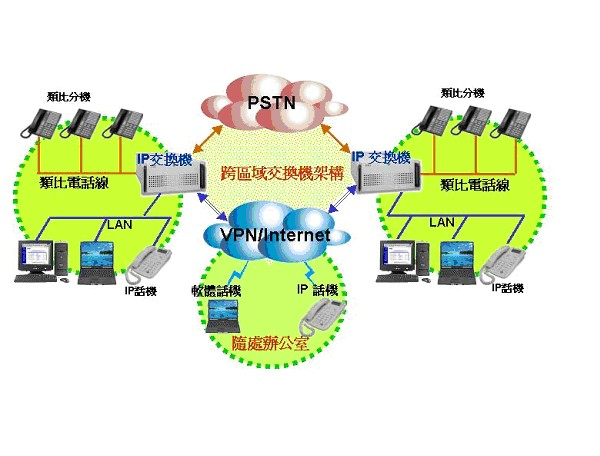 類比分機
類比分機
PSTN
IP交換機
IP 交換機
跨區域交換機架構
類比電話線
類比電話線
LAN
LAN
VPN/Internet
IP話機
軟體話機
IP 話機
IP話機
隨處辦公室